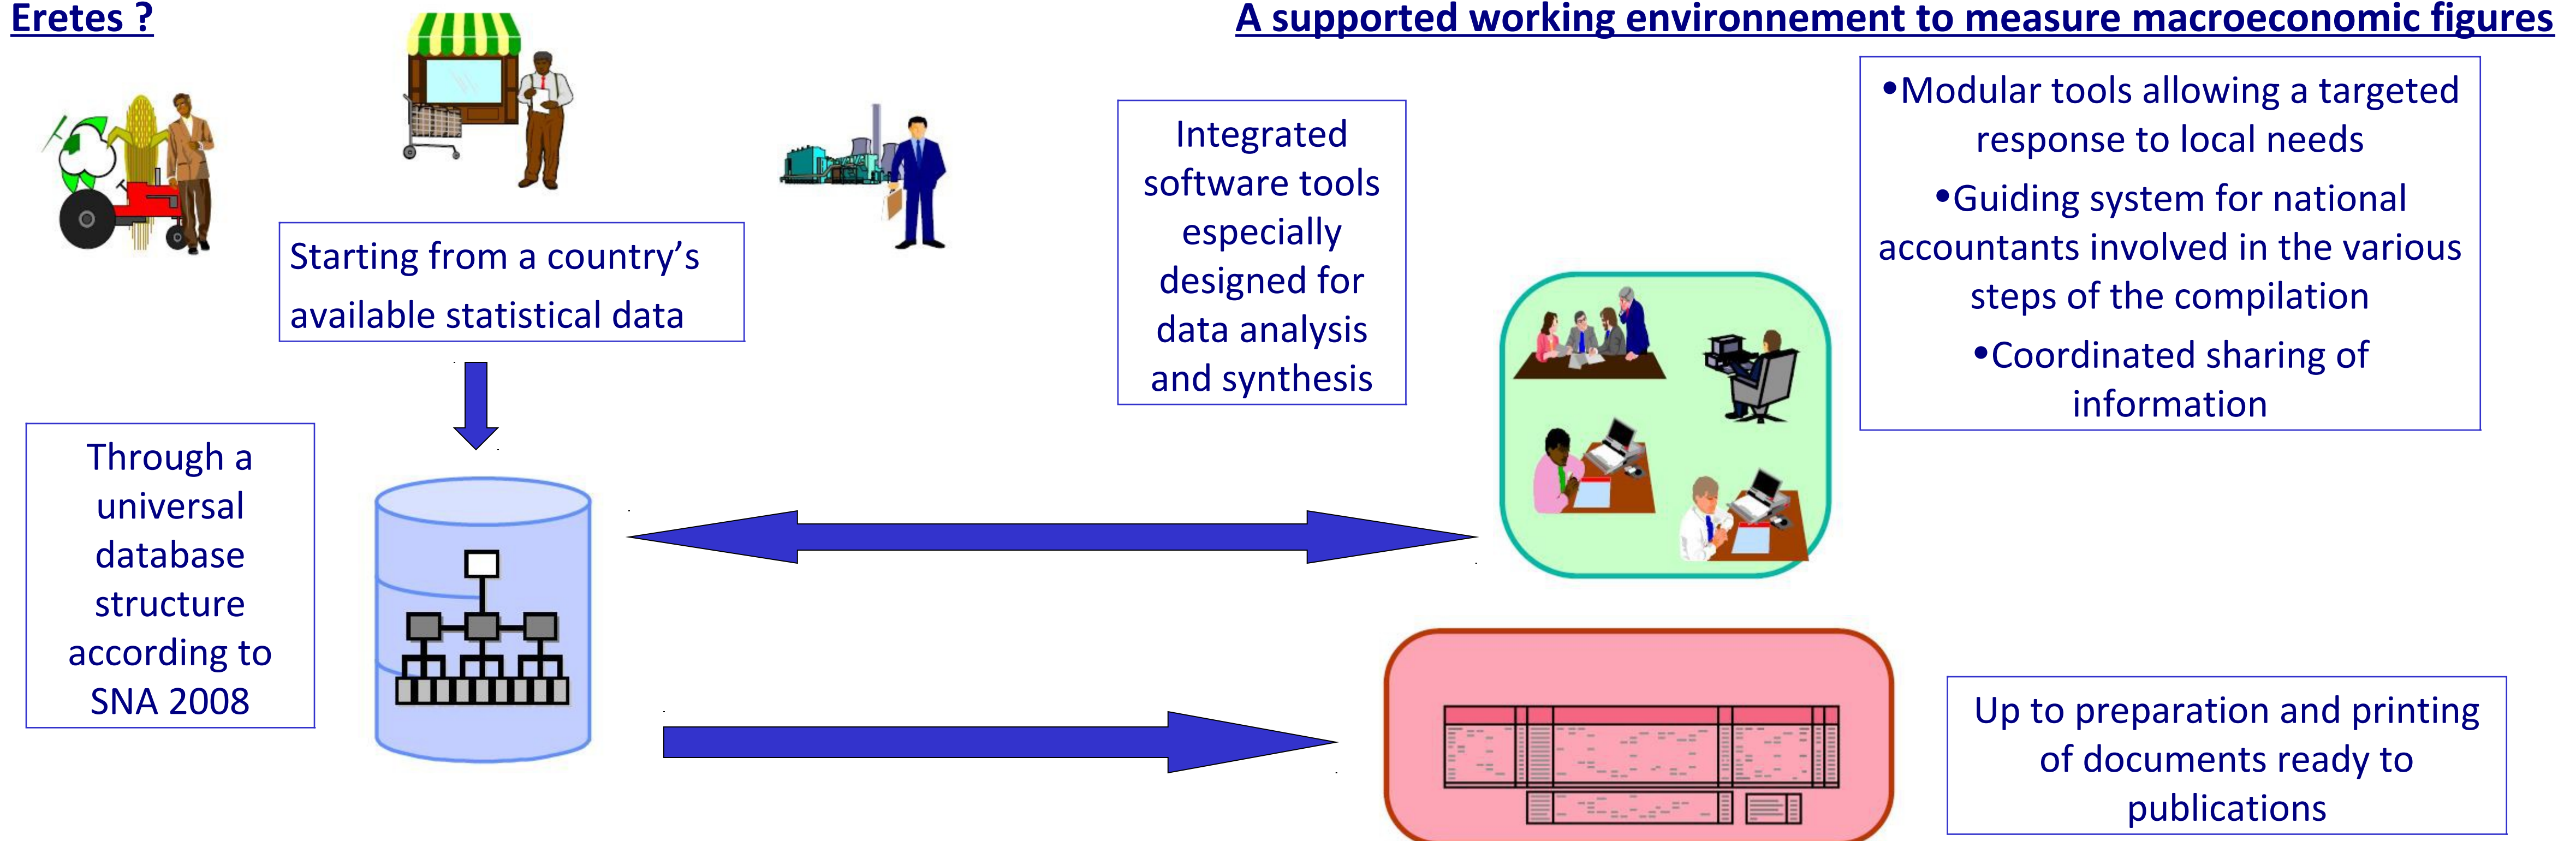 Eretes ?
A supported working environnement to measure macroeconomic figures
Starting from a country’s
available statistical data
Integrated
software tools
especially
designed for
data analysis
and synthesis
•Modular tools allowing a targeted
response to local needs
•Guiding system for national
accountants involved in the various
steps of the compilation
•Coordinated sharing of
information
Through a
universal
database
structure
according to
SNA 2008
Up to preparation and printing
of documents ready to
publications